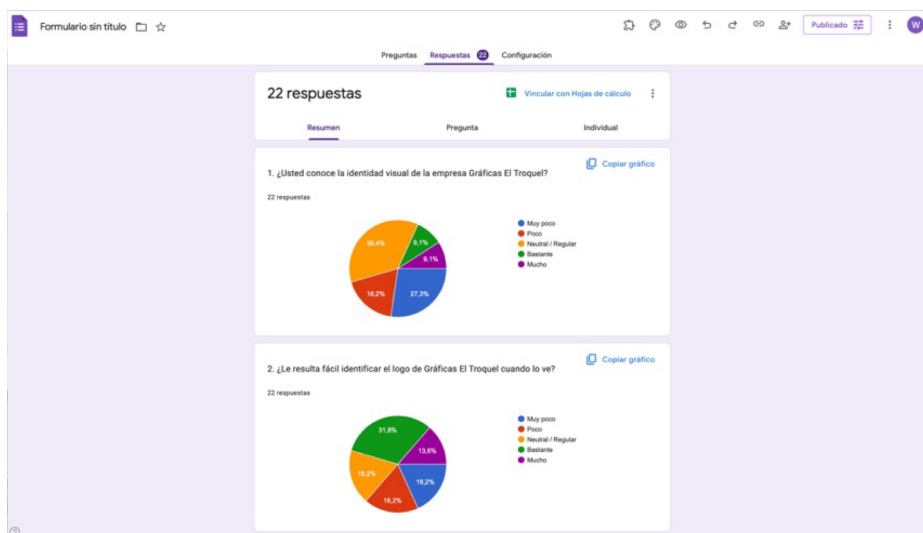 Formulario sin título
Publicado
W
Preguntas
Respuestas 22
Configuración
22 respuestas
Vincular con Hojas de cálculo
Resumen
Pregunta
Individual
Copiar gráfico
1. ¿Usted conoce la identidad visual de la empresa Gráficas El Troquel?
22 respuestas
36,4%
9,1%
9,1%
18,2%
27,3%
Muy poco
Poco
Neutral / Regular
Bastante
Mucho
Copiar gráfico
2. ¿Le resulta fácil identificar el logo de Gráficas El Troquel cuando lo ve?
22 respuestas
31,8%
13,6%
18,2%
18,2%
18,2%
Muy poco
Poco
Neutral / Regular
Bastante
Mucho